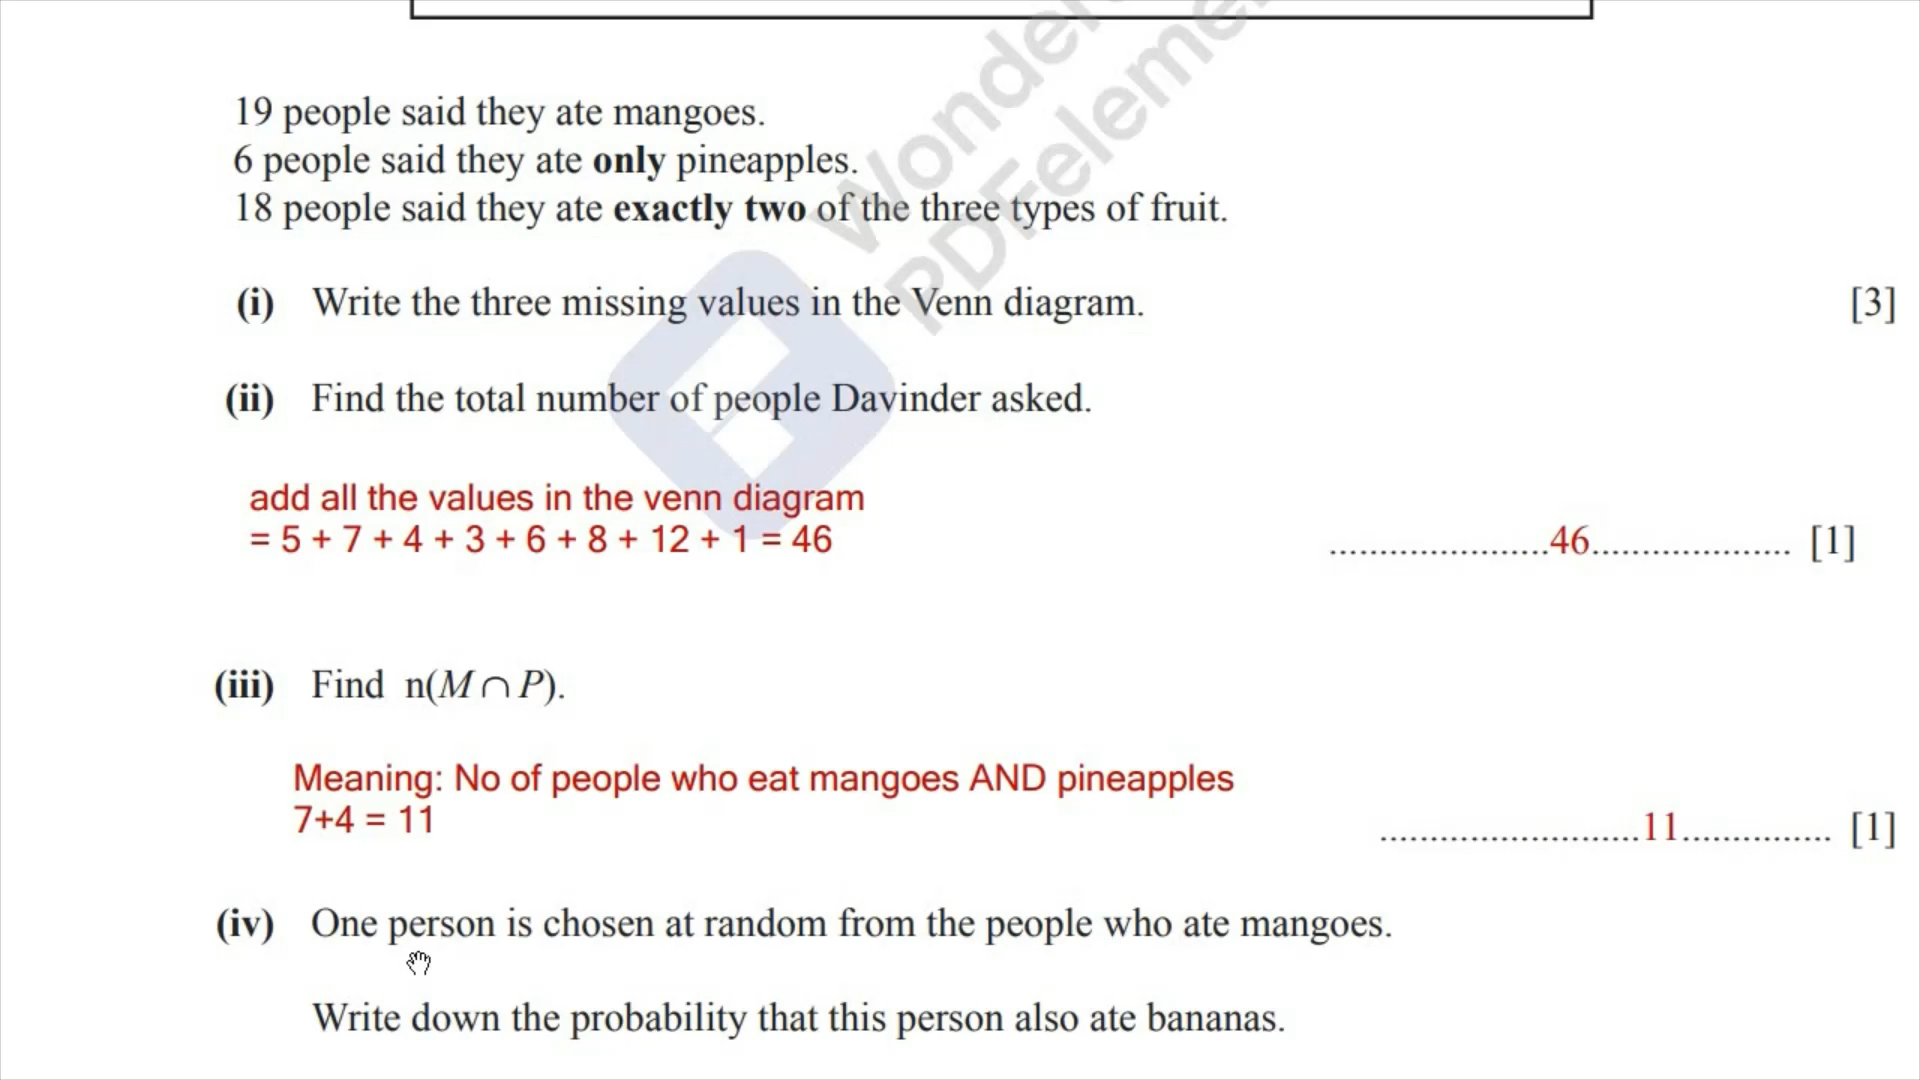 19 people said they ate mangoes.
6 people said they ate only pineapples.
18 people said they ate exactly two of the three types of fruit.
(i) Write the three missing values in the Venn diagram. [3]
(ii) Find the total number of people Davinder asked.
add all the values in the venn diagram
= 5 + 7 + 4 + 3 + 6 + 8 + 12 + 1 = 46
......................46.................... [1]
(iii) Find n(M ∩ P).
Meaning: No of people who eat mangoes AND pineapples
7+4 = 11
..........................11............... [1]
(iv) One person is chosen at random from the people who ate mangoes.
Write down the probability that this person also ate bananas.